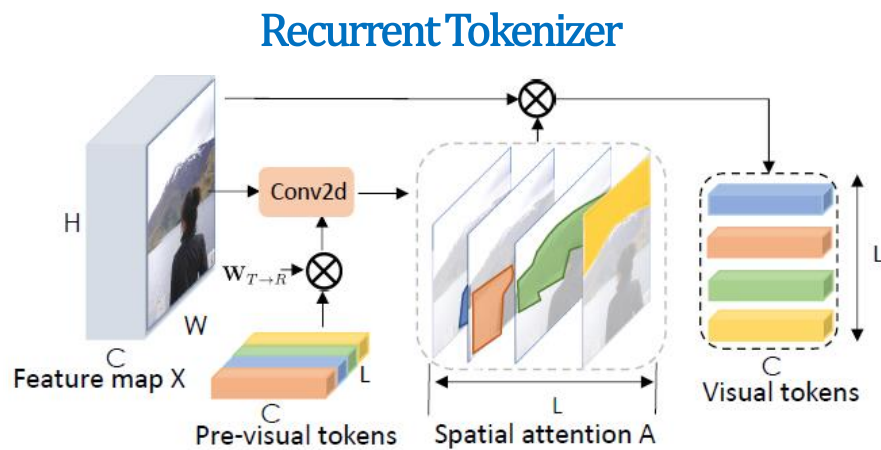 Recurrent Tokenizer
H
W
C
Feature map X
Conv2d
W_{T→R}
L
C
Pre-visual tokens
L
Spatial attention A
L
C
Visual tokens